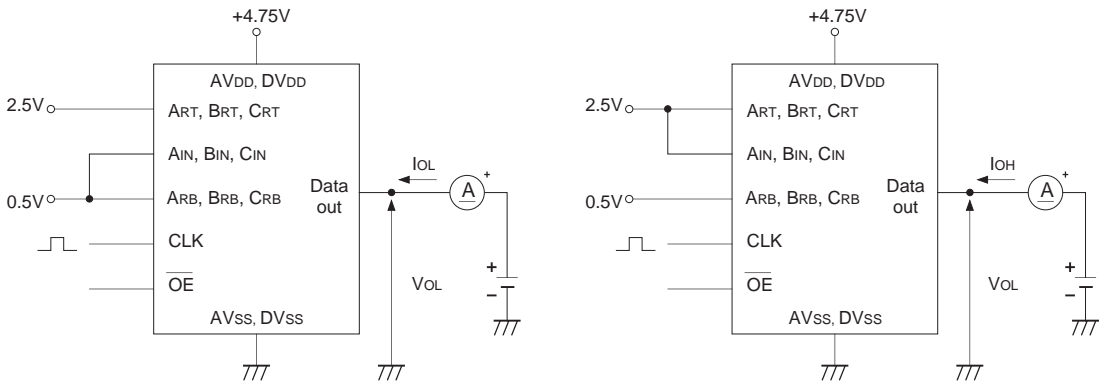 +4.75V
AVDD, DVDD
2.5V
ART, BRT, CRT
AIN, BIN, CIN
0.5V
ARB, BRB, CRB
CLK
OE
AVSS, DVSS
Data
out
IOL
A
+
VOL
+
−
+4.75V
AVDD, DVDD
2.5V
ART, BRT, CRT
AIN, BIN, CIN
0.5V
ARB, BRB, CRB
CLK
OE
AVSS, DVSS
Data
out
IOH
A
+
VOL
+
−